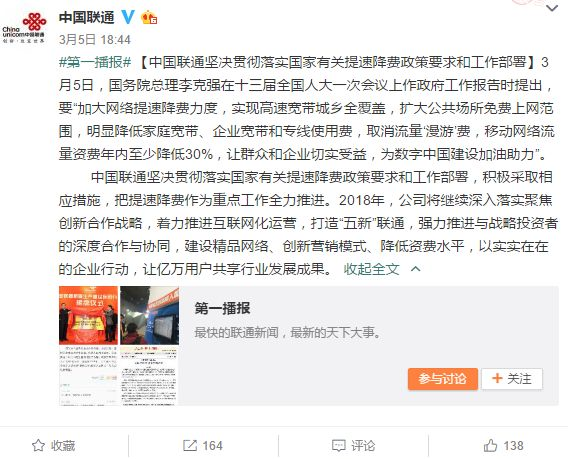 China
unicom中国联通
创新·改变世界
中国联通
3月5日 18:44
#第一播报# 【中国联通坚决贯彻落实国家有关提速降费政策要求和工作部署】3
月5日,国务院总理李克强在十三届全国人大一次会议上作政府工作报告时提出,
要“加大网络提速降费力度,实现高速宽带城乡全覆盖,扩大公共场所免费上网范
围,明显降低家庭宽带、企业宽带和专线使用费,取消流量‘漫游’费,移动网络流
量资费年内至少降低30%,让群众和企业切实受益,为数字中国建设加油助力”。
中国联通坚决贯彻落实国家有关提速降费政策要求和工作部署,积极采取相
应措施,把提速降费作为重点工作全力推进。2018年,公司将继续深入落实聚焦
创新合作战略,着力推进互联网化运营,打造“五新”联通,强力推进与战略投资者
的深度合作与协同,建设精品网络、创新营销模式、降低资费水平,以实实在在
的企业行动,让亿万用户共享行业发展成果。 收起全文
第一播报
最快的联通新闻,最新的天下大事。
参与讨论
+ 关注
收藏
164
评论
138